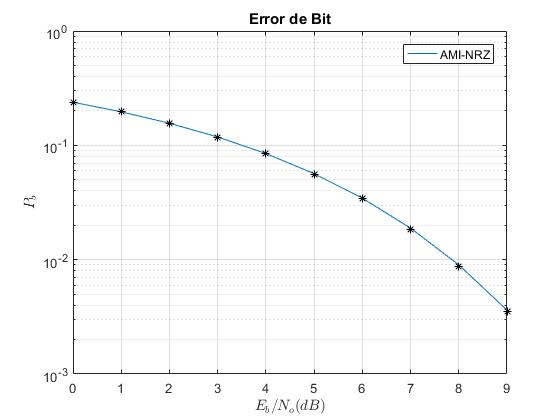 Error de Bit
AMI-NRZ
10^0
10^-1
10^-2
10^-3
P_b
0 1 2 3 4 5 6 7 8 9
E_b/N_o(dB)